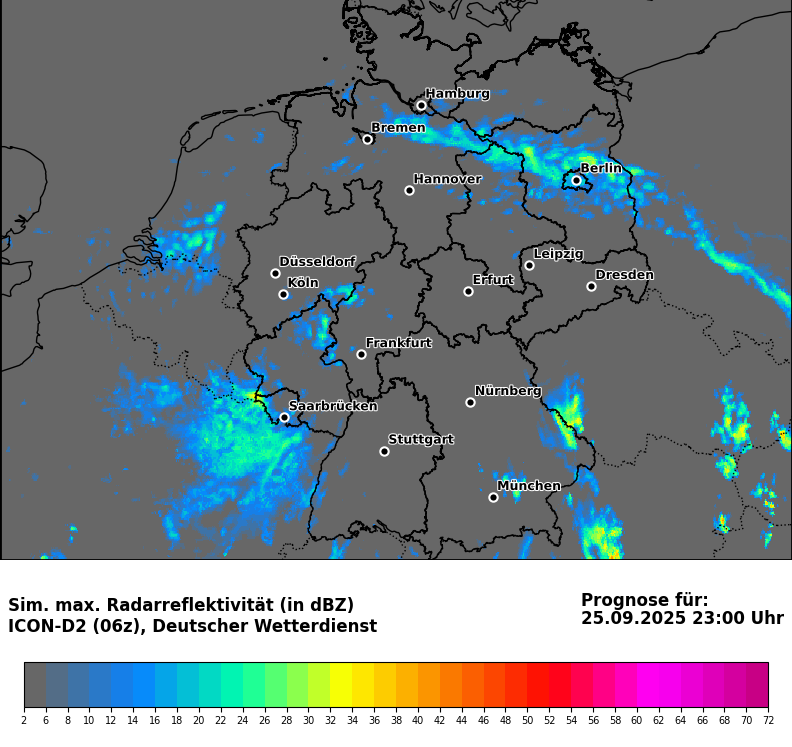 Hamburg
Bremen
Berlin
Hannover
Düsseldorf
Leipzig
Köln
Erfurt
Dresden
Frankfurt
Nürnberg
Saarbrücken
Stuttgart
München
Sim. max. Radarreflektivität (in dBZ)
ICON-D2 (06z), Deutscher Wetterdienst
Prognose für:
25.09.2025 23:00 Uhr
2 6 8 10 12 14 16 18 20 22 24 26 28 30 32 34 36 38 40 42 44 46 48 50 52 54 56 58 60 62 64 66 68 70 72